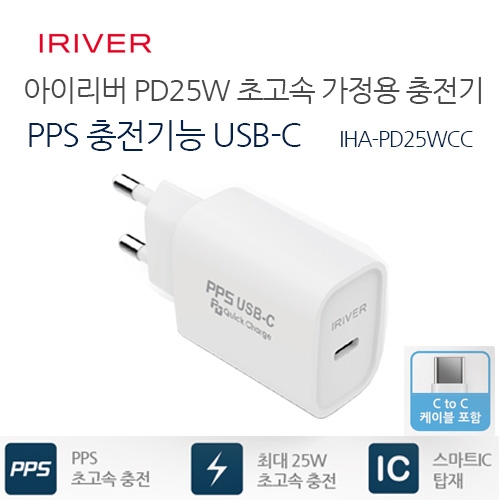 IRIVER
아이리버 PD25W 초고속 가정용 충전기
PPS 충전기능 USB-C IHA-PD25WCC
PPS USB-C
Quick Charge
IRIVER
C to C
케이블 포함
PPS
PPS
초고속 충전
최대 25W
초고속 충전
IC
스마트IC
탑재